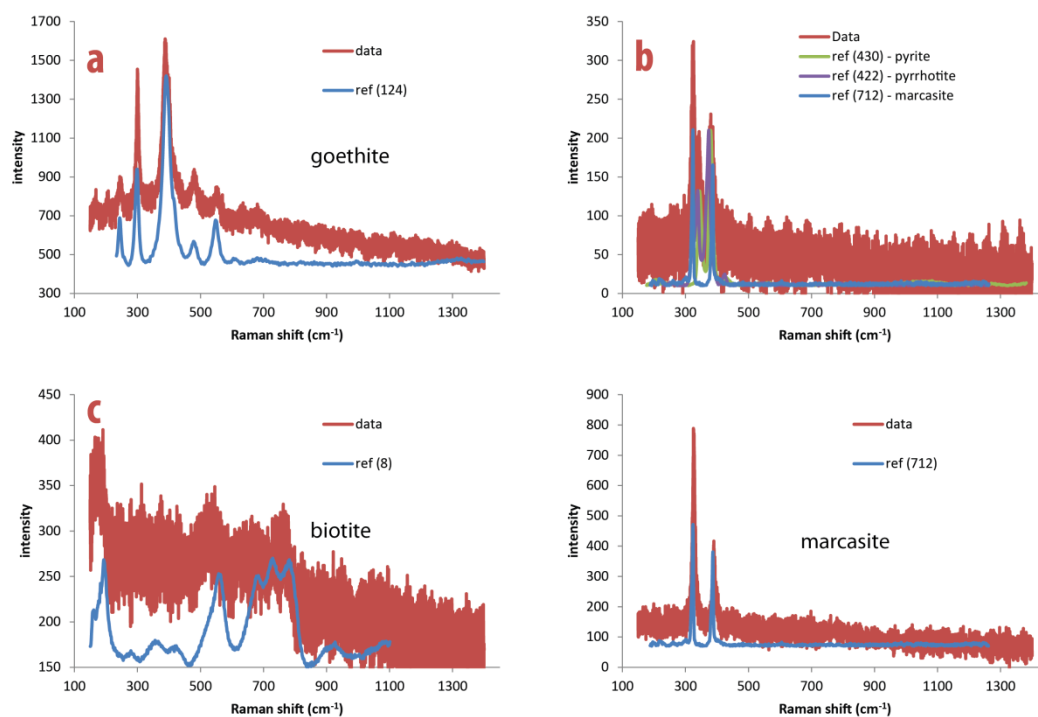 a
1700
1500
1300
1100
900
700
500
300
intensity
data
ref (124)
goethite
100 300 500 700 900 1100 1300
Raman shift (cm⁻¹)
b
350
300
250
200
150
100
50
0
intensity
Data
ref (430) - pyrite
ref (422) - pyrrhotite
ref (712) - marcasite
100 300 500 700 900 1100 1300
Raman shift (cm⁻¹)
c
450
400
350
300
250
200
150
intensity
data
ref (8)
biotite
100 300 500 700 900 1100 1300
Raman shift (cm⁻¹)
900
800
700
600
500
400
300
200
100
0
intensity
data
ref (712)
marcasite
100 300 500 700 900 1100 1300
Raman shift (cm⁻¹)